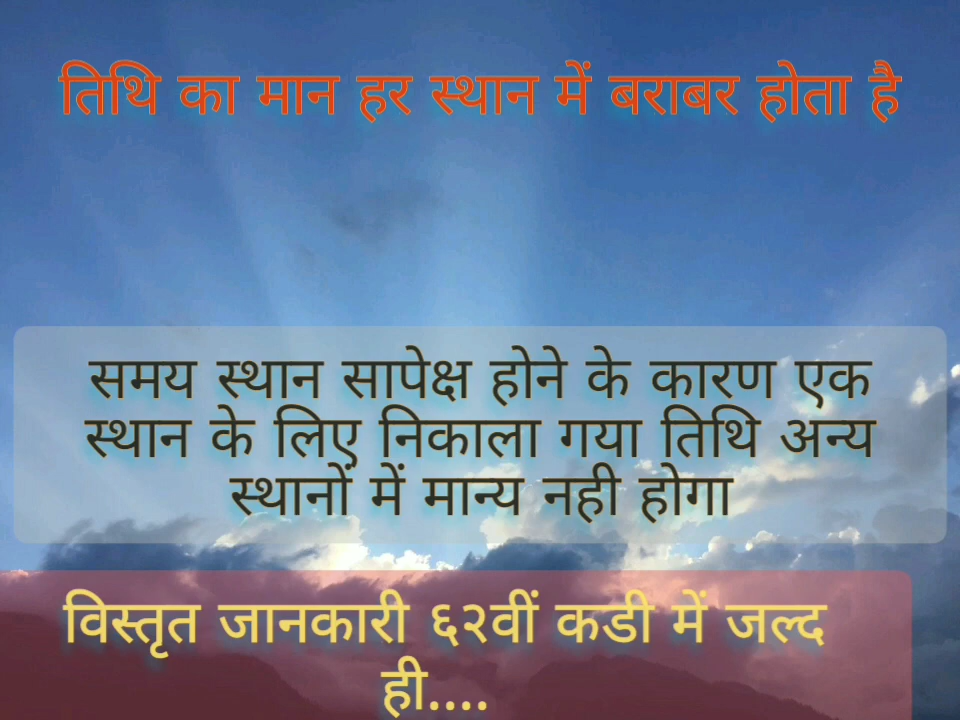 तिथि का मान हर स्थान में बराबर होता है
समय स्थान सापेक्ष होने के कारण एक
स्थान के लिए निकाला गया तिथि अन्य
स्थानों में मान्य नही होगा
विस्तृत जानकारी ६२वीं कडी में जल्द
ही....